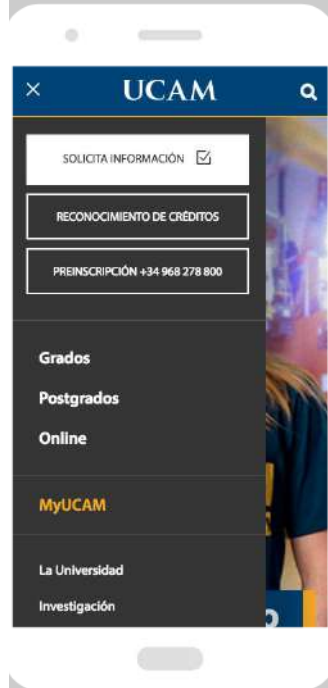 UCAM
SOLICITA INFORMACIÓN
RECONOCIMIENTO DE CRÉDITOS
PREINSCRIPCIÓN +34 968 278 800
Grados
Postgrados
Online
MyUCAM
La Universidad
Investigación